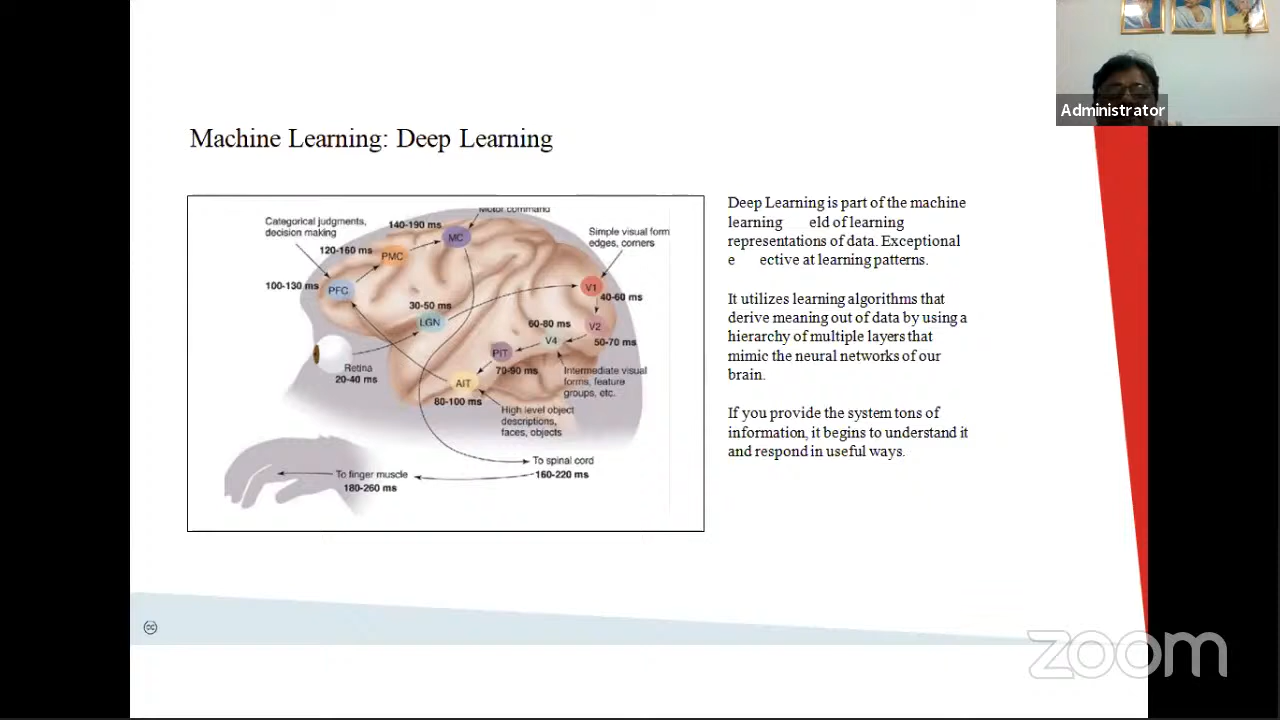 Administrator
Machine Learning: Deep Learning
Categorical judgments,
decision making
140-190 ms
Motor command
MC
Simple visual form
edges, corners
120-160 ms
PMC
100-130 ms
PFC
30-50 ms
LGN
V1
40-60 ms
60-80 ms
V2
V4
50-70 ms
PIT
70-90 ms
Retina
20-40 ms
AIT
80-100 ms
Intermediate visual
forms, feature
groups, etc.
High level object
descriptions,
faces, objects
To spinal cord
160-220 ms
To finger muscle
180-260 ms
Deep Learning is part of the machine
learning eld of learning
representations of data. Exceptional
e ective at learning patterns.
It utilizes learning algorithms that
derive meaning out of data by using a
hierarchy of multiple layers that
mimic the neural networks of our
brain.
If you provide the system tons of
information, it begins to understand it
and respond in useful ways.
cc
zoom